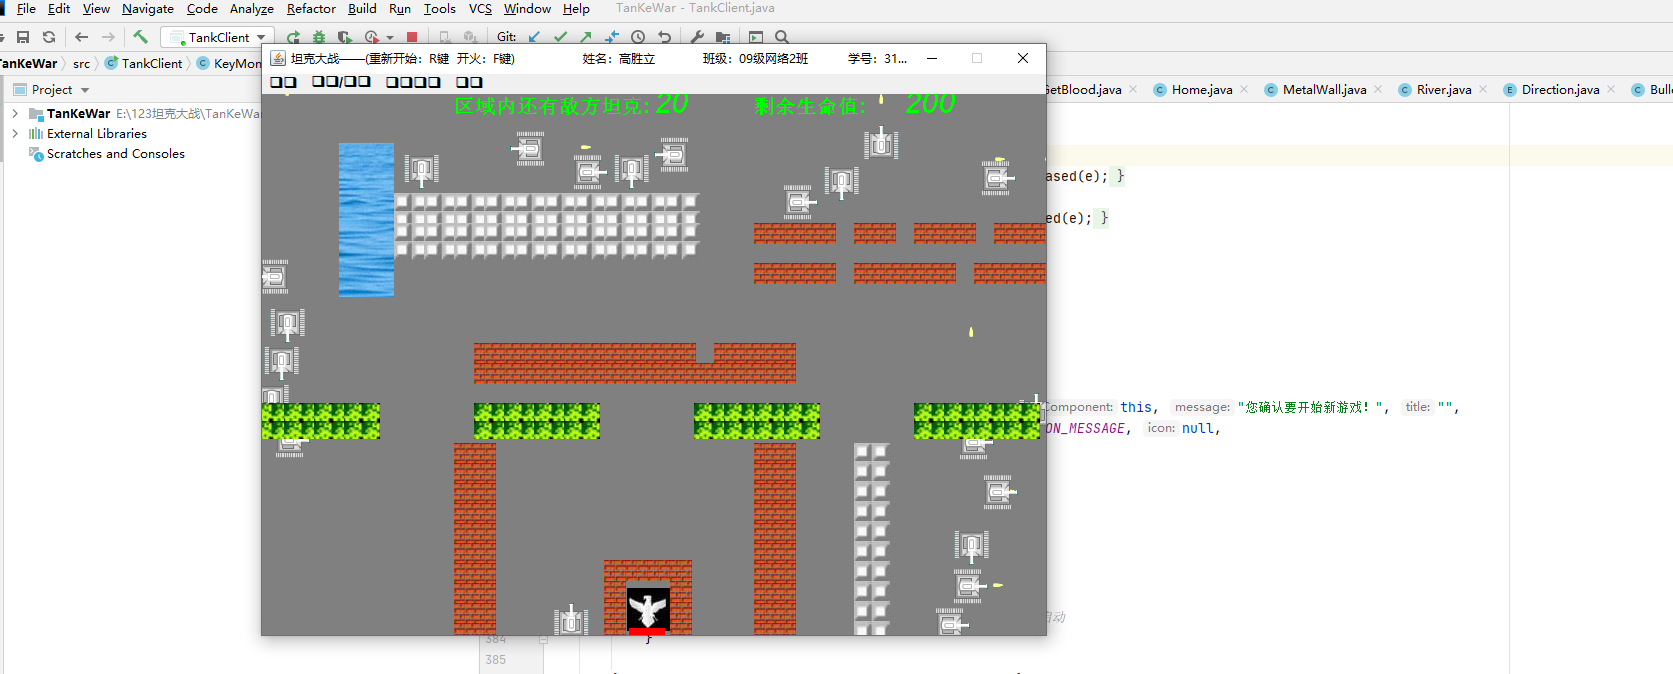 File Edit View Navigate Code Analyze Refactor Build Run Tools VCS Window Help TanKeWar - TankClient.java
TankClient Git:
TanKeWar src TankClient KeyMon
坦克大战——(重新开始：R键 开火：F键) 姓名：高胜立 班级：09级网络2班 学号：31...
□□ □□/□□ □□□□ □□
Project
GetBlood.java Home.java MetalWall.java River.java Direction.java Bull
TanKeWar E:\123坦克大战\TanKeWa
External Libraries
Scratches and Consoles
区域内还有敌方坦克: 20 剩余生命值: 200
ased(e); }
ed(e); }
Component: this, message: "您确认要开始新游戏！", title: "",
ON_MESSAGE, icon: null,
启动
384 }
385